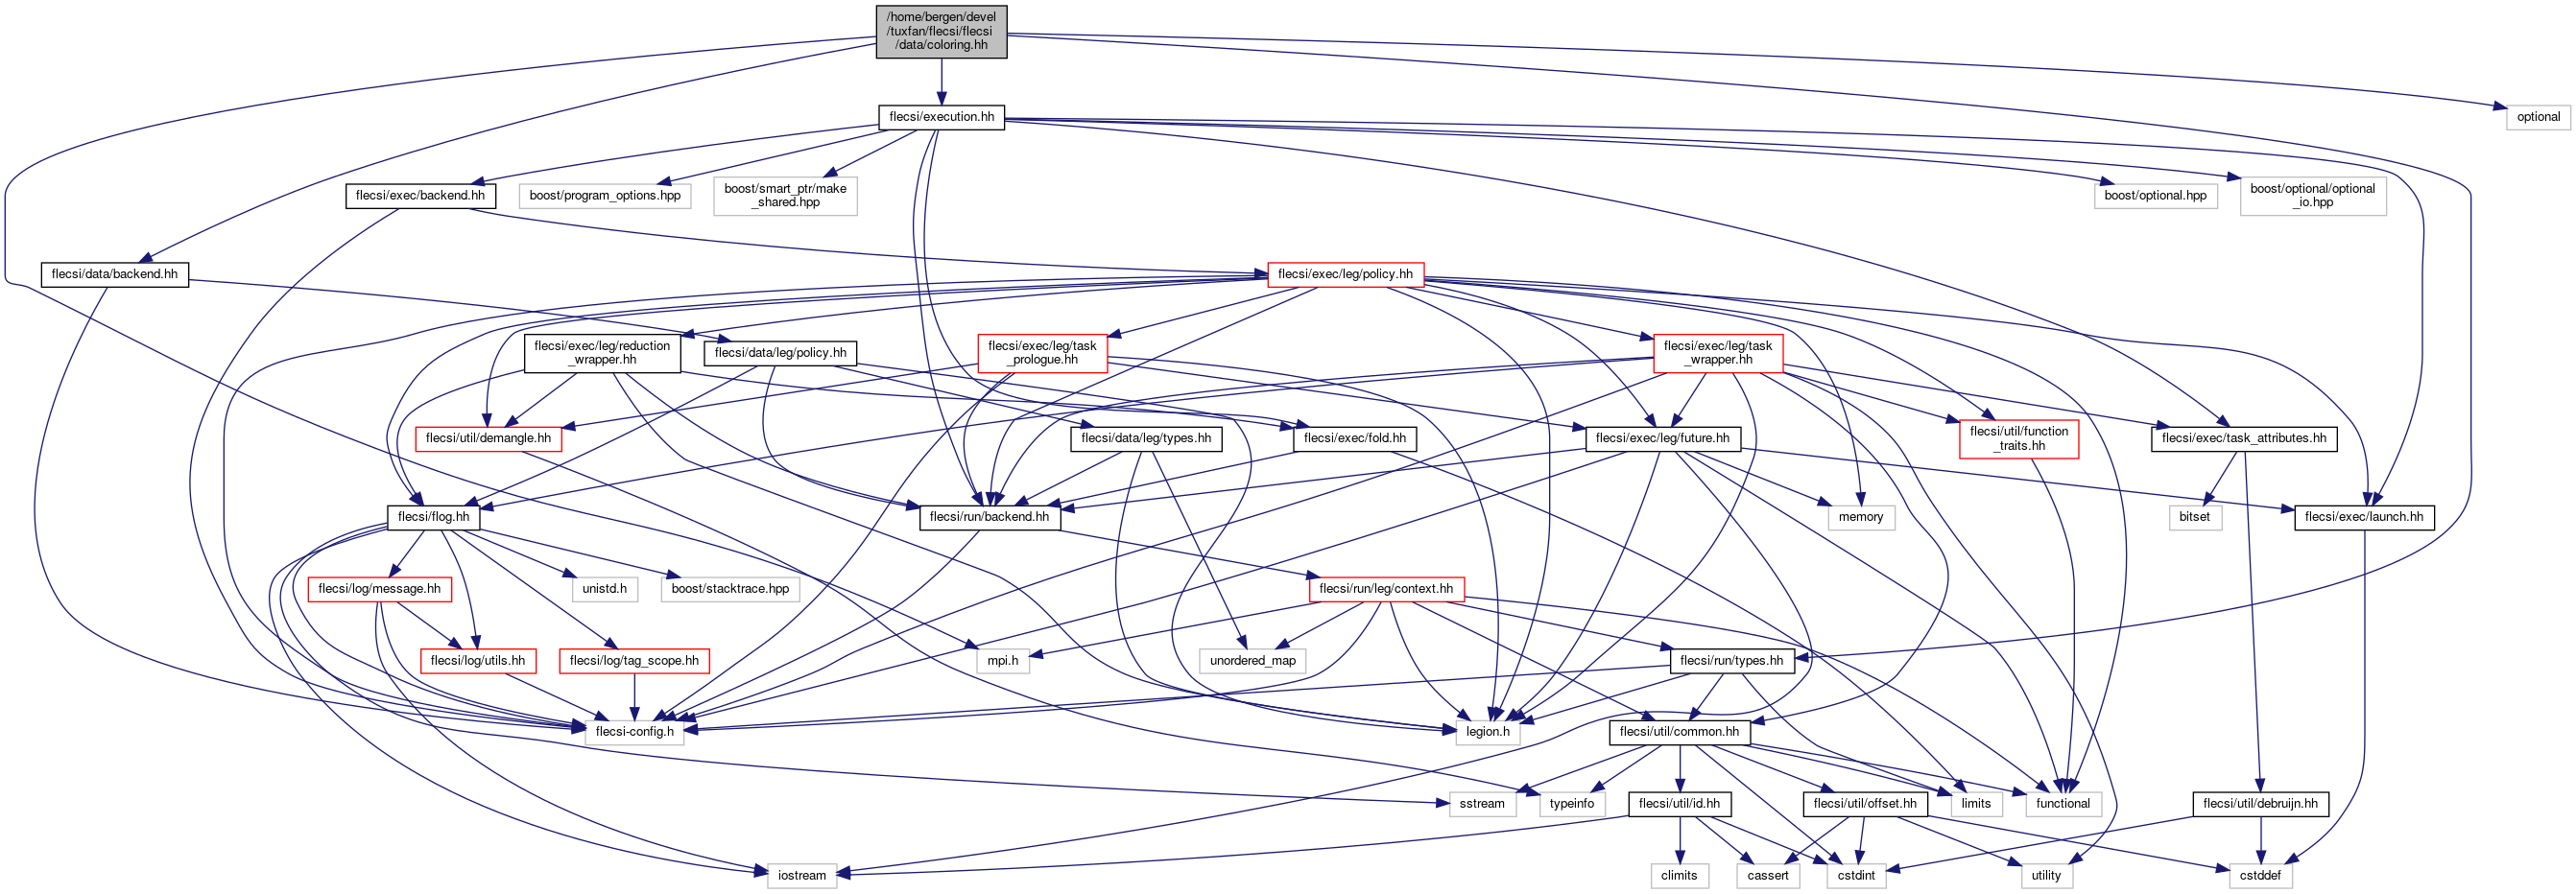 /home/bergen/devel
/tuxfan/flecsi/flecsi
/data/coloring.hh
optional
flecsi/execution.hh
flecsi/exec/backend.hh
boost/program_options.hpp
boost/smart_ptr/make
_shared.hpp
boost/optional.hpp
boost/optional/optional
_io.hpp
flecsi/data/backend.hh
flecsi/exec/leg/policy.hh
flecsi/exec/leg/reduction
_wrapper.hh
flecsi/data/leg/policy.hh
flecsi/exec/leg/task
_prologue.hh
flecsi/exec/leg/task
_wrapper.hh
flecsi/util/demangle.hh
flecsi/data/leg/types.hh
flecsi/exec/fold.hh
flecsi/exec/leg/future.hh
flecsi/util/function
_traits.hh
flecsi/exec/task_attributes.hh
flecsi/flog.hh
flecsi/run/backend.hh
memory
bitset
flecsi/exec/launch.hh
flecsi/log/message.hh
unistd.h
boost/stacktrace.hpp
flecsi/run/leg/context.hh
flecsi/log/utils.hh
flecsi/log/tag_scope.hh
mpi.h
unordered_map
flecsi/run/types.hh
flecsi-config.h
legion.h
flecsi/util/common.hh
sstream
typeinfo
flecsi/util/id.hh
flecsi/util/offset.hh
limits
functional
flecsi/util/debruijn.hh
iostream
climits
cassert
cstdint
utility
cstddef